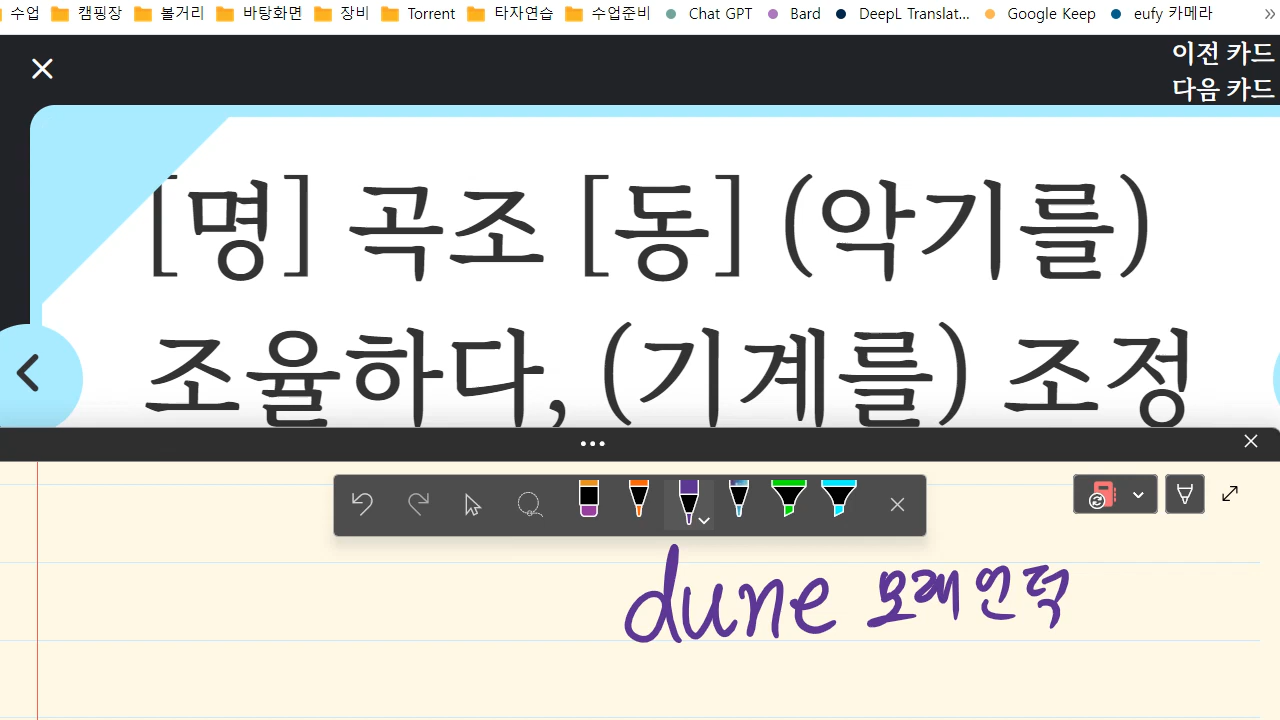 수업 캠핑장 볼거리 바탕화면 장비 Torrent 타자연습 수업준비 Chat GPT Bard DeepL Translat... Google Keep eufy 카메라 »
이전 카드
다음 카드
[명] 곡조 [동] (악기를)
조율하다, (기계를) 조정
dune 모래언덕